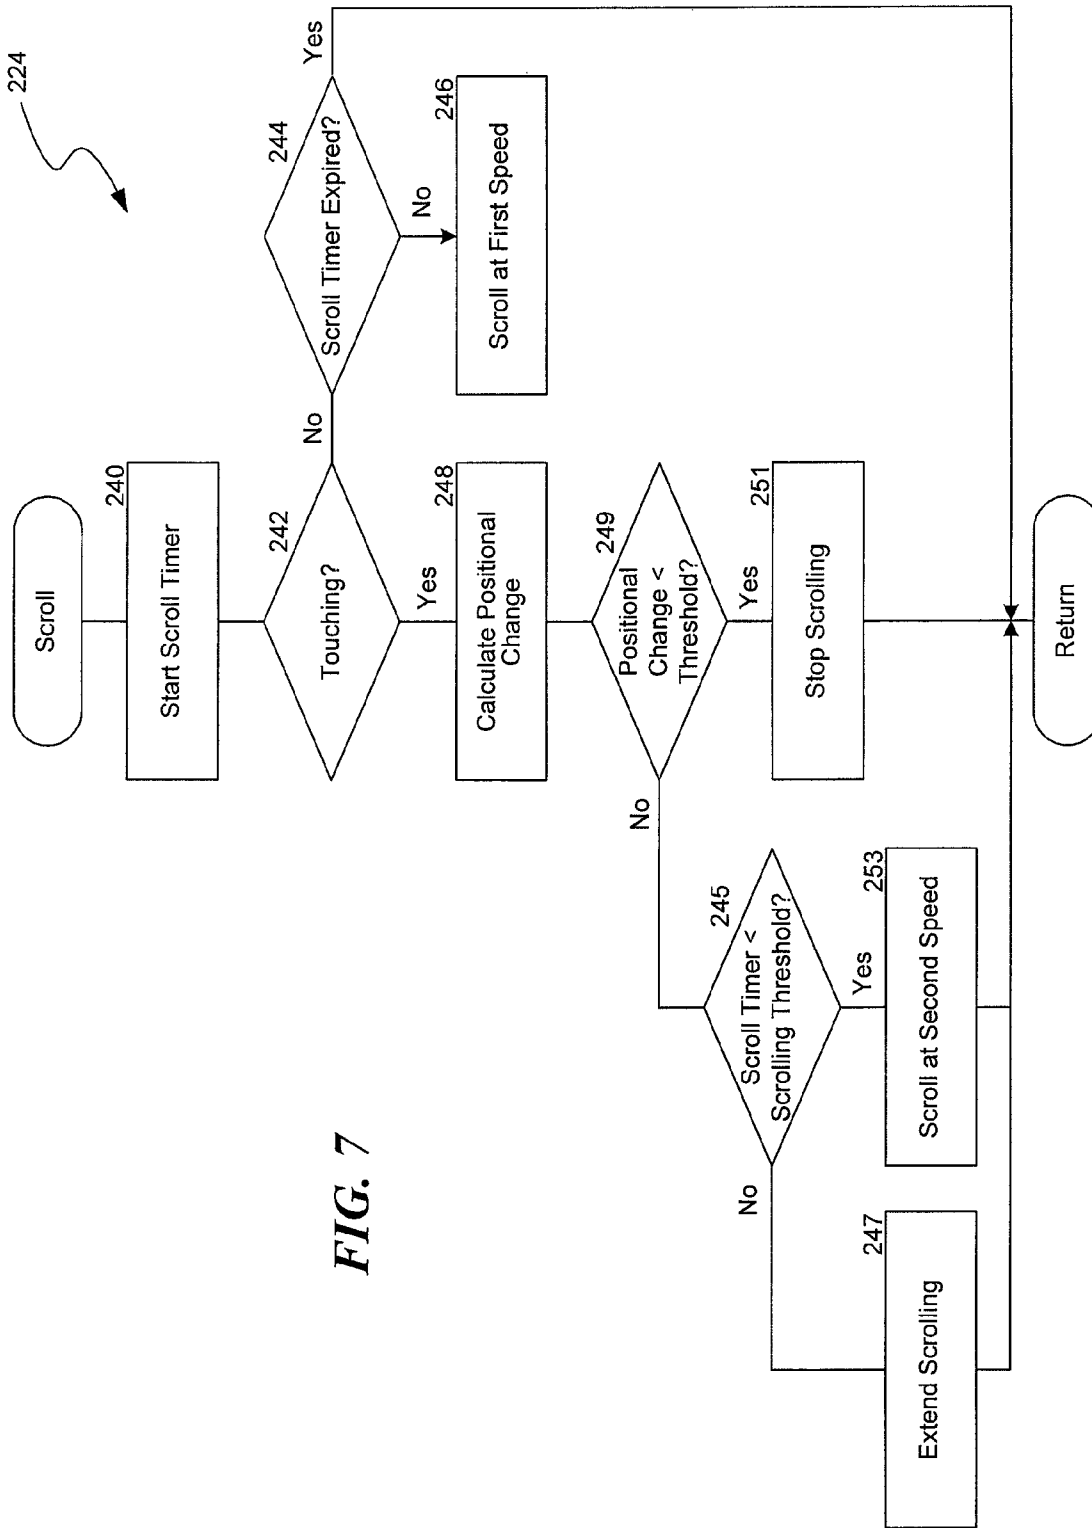 224
Scroll
240
Start Scroll Timer
242
Touching?
No
244
Scroll Timer Expired?
Yes
No
246
Scroll at First Speed
Yes
248
Calculate Positional
Change
249
Positional
Change <
Threshold?
No
Yes
251
Stop Scrolling
245
Scroll Timer <
Scrolling Threshold?
No
Yes
253
Scroll at Second Speed
247
Extend Scrolling
Return
FIG. 7